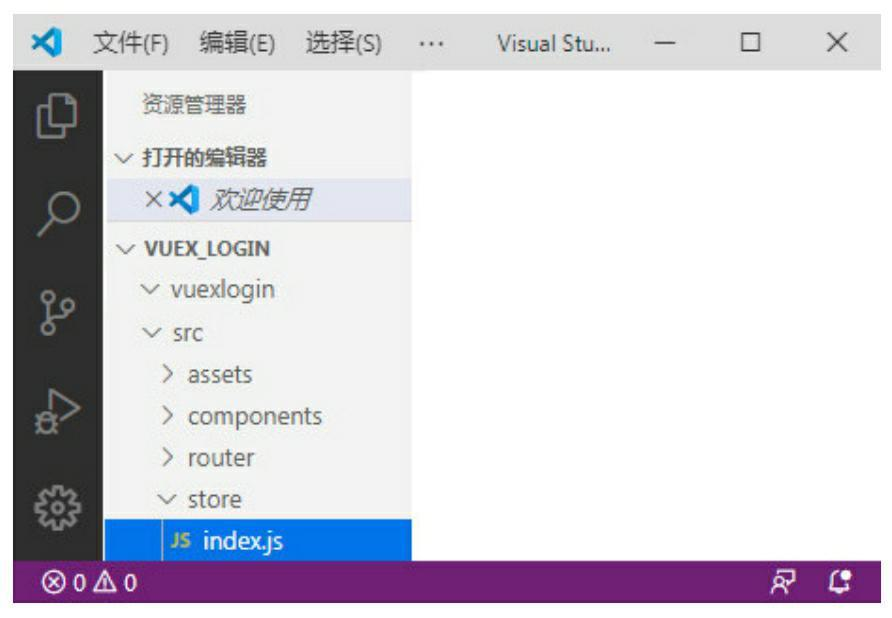 文件(F) 编辑(E) 选择(S) ··· Visual Stu...
资源管理器
打开的编辑器
欢迎使用
VUEX_LOGIN
vuexlogin
src
assets
components
router
store
JS index.js
0 0